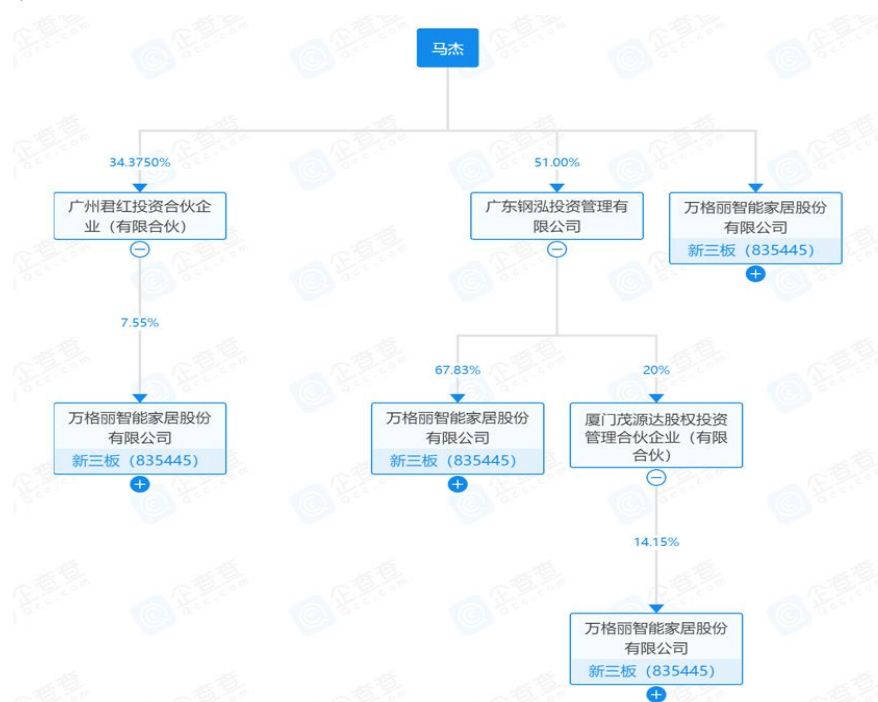 马杰
34.3750%
51.00%
广州君红投资合伙企
业（有限合伙）
广东钢泓投资管理有
限公司
万格丽智能家居股份
有限公司
新三板（835445）
7.55%
67.83%
20%
万格丽智能家居股份
有限公司
新三板（835445）
万格丽智能家居股份
有限公司
新三板（835445）
厦门茂源达股权投资
管理合伙企业（有限
合伙）
14.15%
万格丽智能家居股份
有限公司
新三板（835445）
企查查
Qcc.com